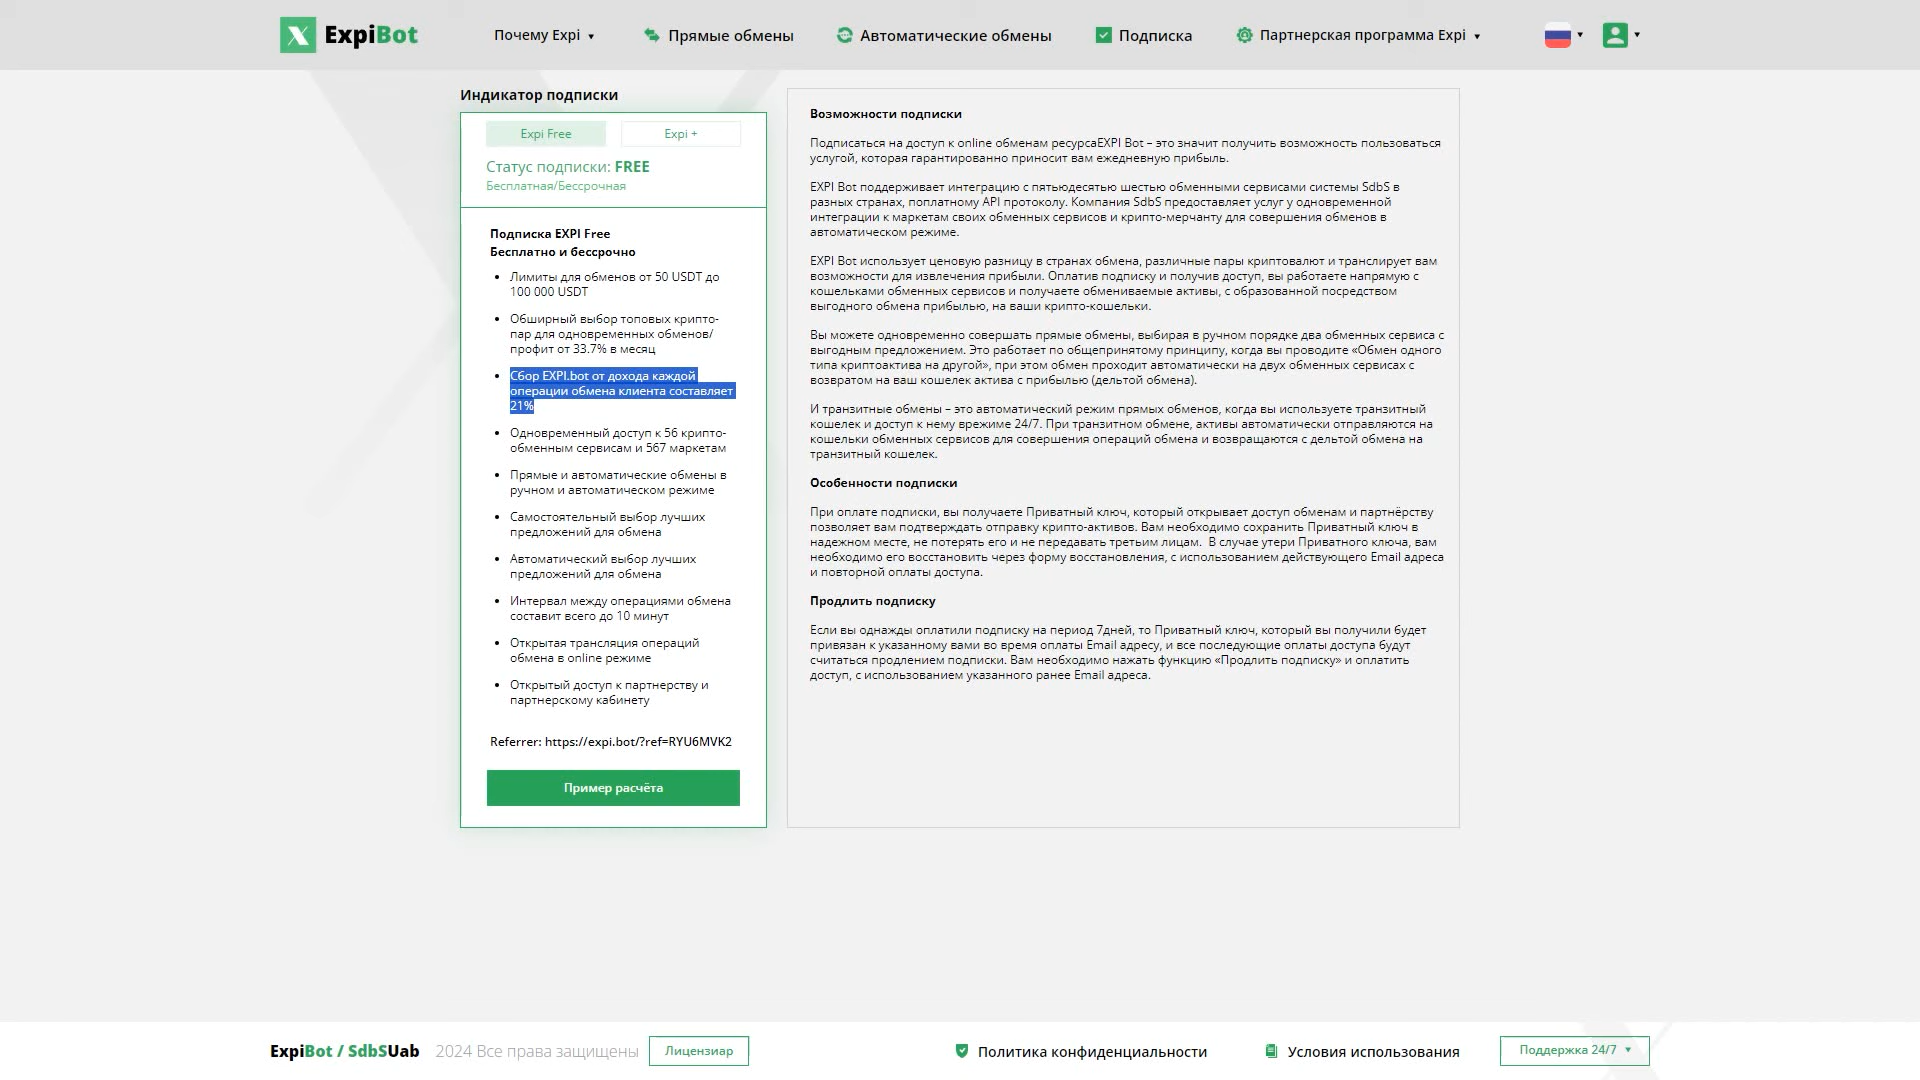 ExpiBot
Почему Expi
Прямые обмены
Автоматические обмены
Подписка
Партнерская программа Expi
Индикатор подписки
Expi Free
Expi +
Статус подписки: FREE
Бесплатная/Бессрочная
Подписка EXPI Free
Бесплатно и бессрочно
Лимиты для обменов от 50 USDT до
100 000 USDT
Обширный выбор топовых крипто-
пар для одновременных обменов/
профит от 33.7% в месяц
Сбор EXPI.bot от дохода каждой
операции обмена клиента составляет
21%
Одновременный доступ к 56 крипто-
обменным сервисам и 567 маркетам
Прямые и автоматические обмены в
ручном и автоматическом режиме
Самостоятельный выбор лучших
предложений для обмена
Автоматический выбор лучших
предложений для обмена
Интервал между операциями обмена
составит всего до 10 минут
Открытая трансляция операций
обмена в online режиме
Открытый доступ к партнерству и
партнерскому кабинету
Referrer: https://expi.bot/?ref=RYU6MVK2
Пример расчёта
Возможности подписки
Подписаться на доступ к online обменам ресурсаEXPI Bot – это значит получить возможность пользоваться
услугой, которая гарантированно приносит вам ежедневную прибыль.
EXPI Bot поддерживает интеграцию с пятьюдесятью шестью обменными сервисами системы SdbS в
разных странах, поплатному API протоколу. Компания SdbS предоставляет услуг у одновременной
интеграции к маркетам своих обменных сервисов и крипто-мерчанту для совершения обменов в
автоматическом режиме.
EXPI Bot использует ценовую разницу в странах обмена, различные пары криптовалют и транслирует вам
возможности для извлечения прибыли. Оплатив подписку и получив доступ, вы работаете напрямую с
кошельками обменных сервисов и получаете обмениваемые активы, с образованной посредством
выгодного обмена прибылью, на ваши крипто-кошельки.
Вы можете одновременно совершать прямые обмены, выбирая в ручном порядке два обменных сервиса с
выгодным предложением. Это работает по общепринятому принципу, когда вы проводите «Обмен одного
типа криптоактива на другой», при этом обмен проходит автоматически на двух обменных сервисах с
возвратом на ваш кошелек актива с прибылью (дельтой обмена).
И транзитные обмены – это автоматический режим прямых обменов, когда вы используете транзитный
кошелек и доступ к нему врежиме 24/7. При транзитном обмене, активы автоматически отправляются на
кошельки обменных сервисов для совершения операций обмена и возвращаются с дельтой обмена на
транзитный кошелек.
Особенности подписки
При оплате подписки, вы получаете Приватный ключ, который открывает доступ обменам и партнёрству
позволяет вам подтверждать отправку крипто-активов. Вам необходимо сохранить Приватный ключ в
надежном месте, не потерять его и не передавать третьим лицам. В случае утери Приватного ключа, вам
необходимо его восстановить через форму восстановления, с использованием действующего Email адреса
и повторной оплаты доступа.
Продлить подписку
Если вы однажды оплатили подписку на период 7дней, то Приватный ключ, который вы получили будет
привязан к указанному вами во время оплаты Email адресу, и все последующие оплаты доступа будут
считаться продлением подписки. Вам необходимо нажать функцию «Продлить подписку» и оплатить
доступ, с использованием указанного ранее Email адреса.
ExpiBot / SdbSUab
2024 Все права защищены
Лицензиар
Политика конфиденциальности
Условия использования
Поддержка 24/7